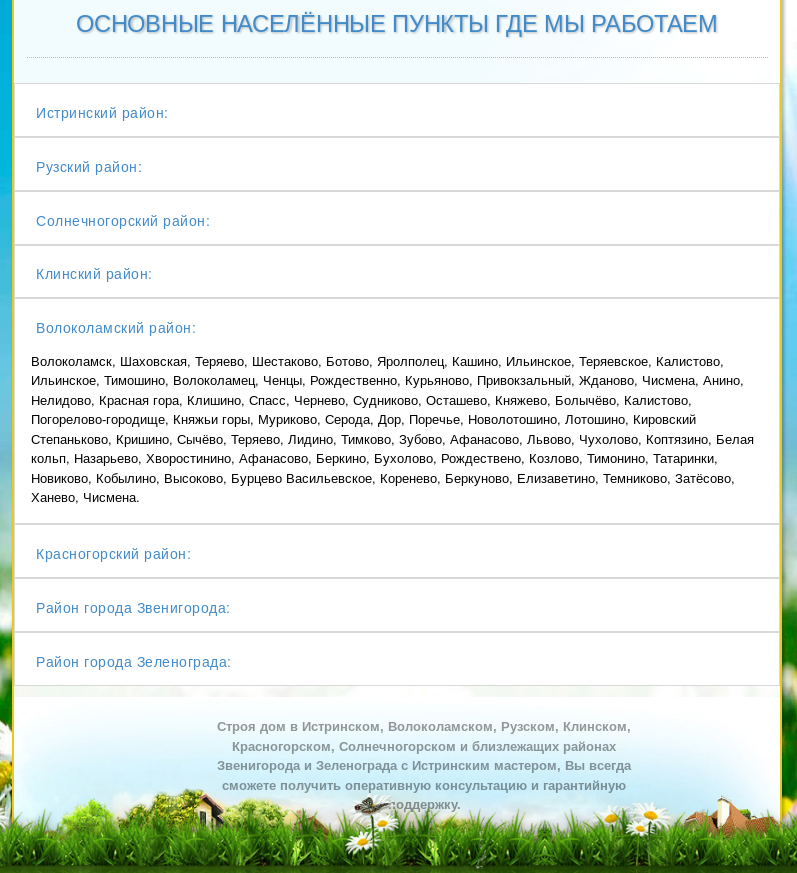 ОСНОВНЫЕ НАСЕЛЁННЫЕ ПУНКТЫ ГДЕ МЫ РАБОТАЕМ
Истринский район:
Рузский район:
Солнечногорский район:
Клинский район:
Волоколамский район:
Волоколамск, Шаховская, Теряево, Шестаково, Ботово, Яролполец, Кашино, Ильинское, Теряевское, Калистово,
Ильинское, Тимошино, Волоколамец, Ченцы, Рождественно, Курьяново, Привокзальный, Жданово, Чисмена, Анино,
Нелидово, Красная гора, Клишино, Спасс, Чернево, Судниково, Осташево, Княжево, Болычёво, Калистово,
Погорелово-городище, Княжьи горы, Муриково, Серода, Дор, Поречье, Новолотошино, Лотошино, Кировский
Степаньково, Кришино, Сычёво, Теряево, Лидино, Тимково, Зубово, Афанасово, Львово, Чухолово, Коптязино, Белая
кольп, Назарьево, Хворостинино, Афанасово, Беркино, Бухолово, Рождествено, Козлово, Тимонино, Татаринки,
Новиково, Кобылино, Высоково, Бурцево Васильевское, Коренево, Беркуново, Елизаветино, Темниково, Затёсово,
Ханево, Чисмена.
Красногорский район:
Район города Звенигорода:
Район города Зеленограда:
Строя дом в Истринском, Волоколамском, Рузском, Клинском,
Красногорском, Солнечногорском и близлежащих районах
Звенигорода и Зеленограда с Истринским мастером, Вы всегда
сможете получить оперативную консультацию и гарантийную
поддержку.